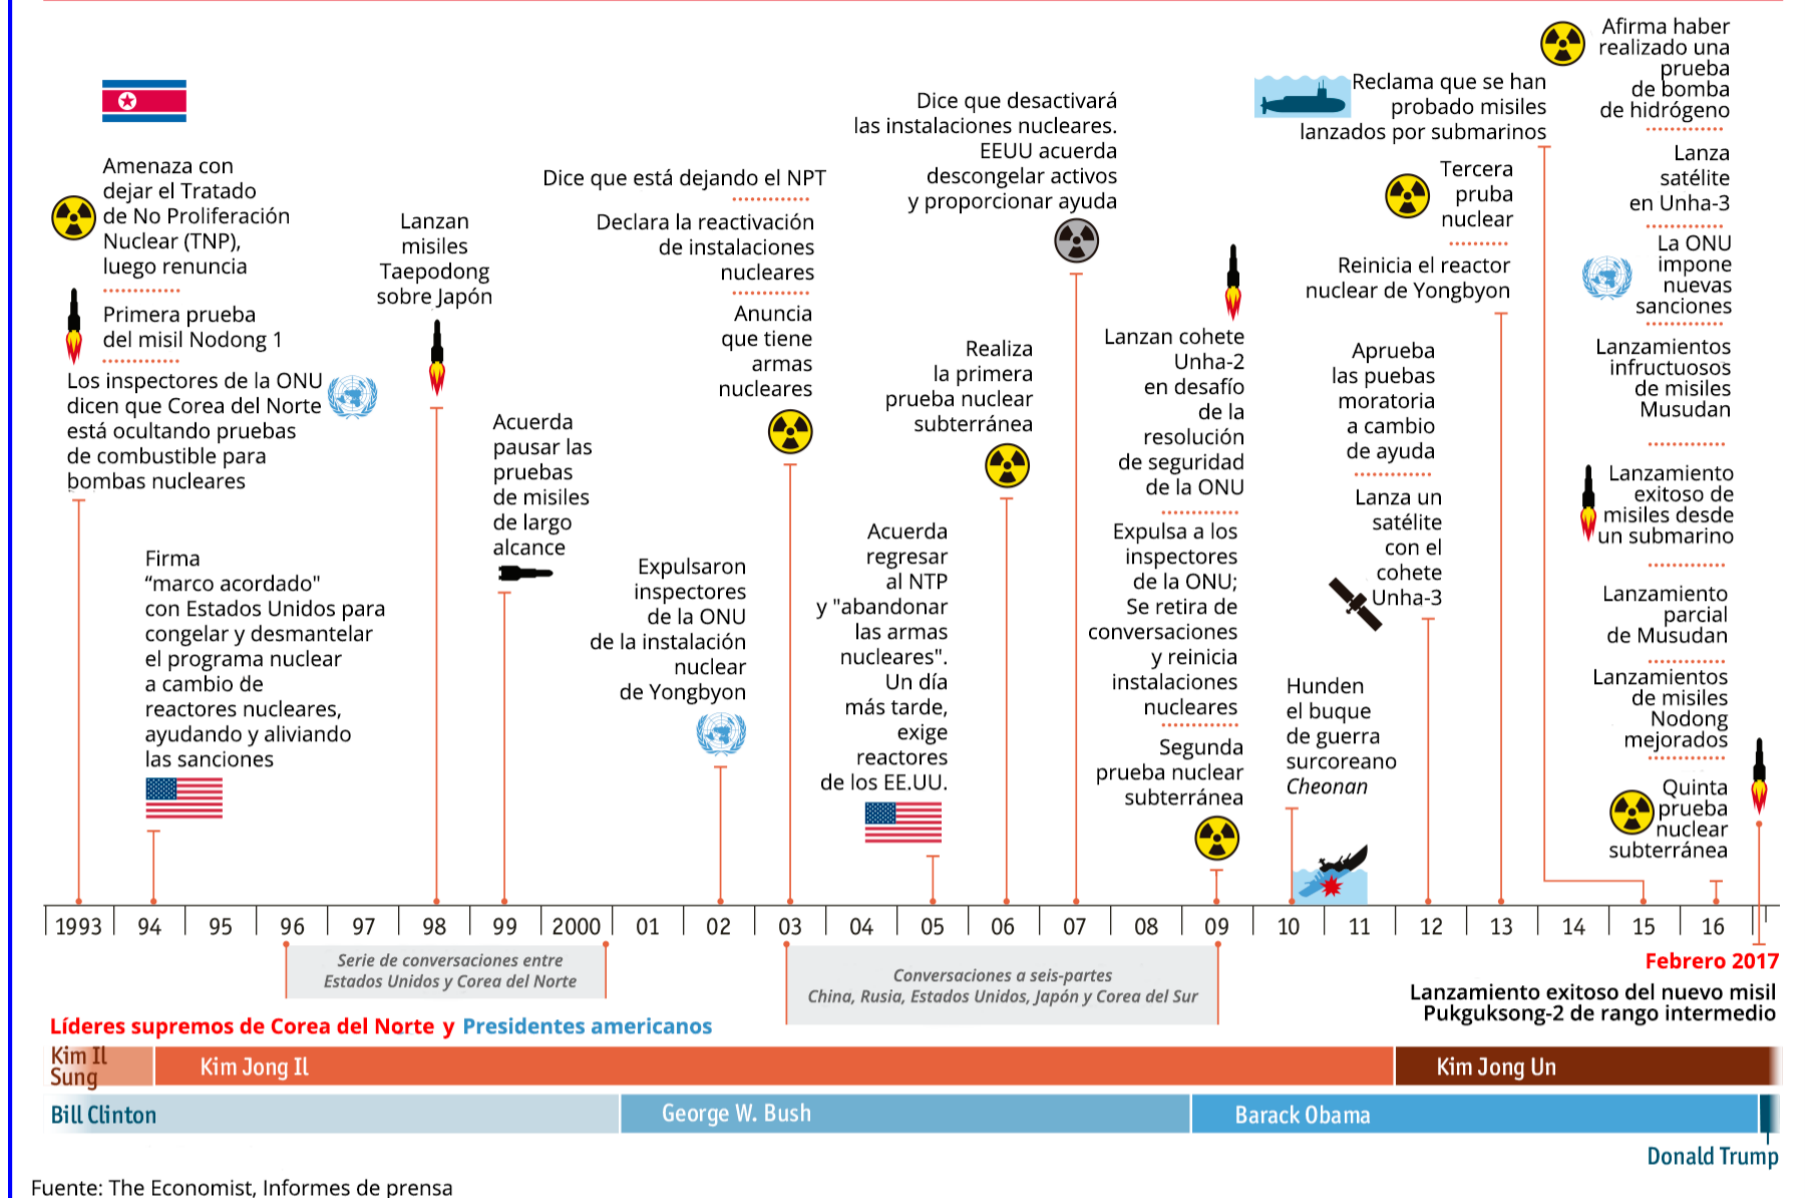 Amenaza con
dejar el Tratado
de No Proliferación
Nuclear (TNP),
luego renuncia
Primera prueba
del misil Nodong 1
Los inspectores de la ONU
dicen que Corea del Norte
está ocultando pruebas
de combustible para
bombas nucleares
Firma
“marco acordado"
con Estados Unidos para
congelar y desmantelar
el programa nuclear
a cambio de
reactores nucleares,
ayudando y aliviando
las sanciones
Lanzan
misiles
Taepodong
sobre Japón
Acuerda
pausar las
pruebas
de misiles
de largo
alcance
Expulsaron
inspectores
de la ONU
de la instalación
nuclear
de Yongbyon
Dice que está dejando el NPT
Declara la reactivación
de instalaciones
nucleares
Anuncia
que tiene
armas
nucleares
Acuerda
regresar
al NTP
y "abandonar
las armas
nucleares".
Un día
más tarde,
exige
reactores
de los EE.UU.
Realiza
la primera
prueba nuclear
subterránea
Dice que desactivará
las instalaciones nucleares.
EEUU acuerda
descongelar activos
y proporcionar ayuda
Lanzan cohete
Unha-2
en desafío
de la
resolución
de seguridad
de la ONU
Expulsa a los
inspectores
de la ONU;
Se retira de
conversaciones
y reinicia
instalaciones
nucleares
Segunda
prueba nuclear
subterránea
Hunden
el buque
de guerra
surcoreano
Cheonan
Aprueba
las puebas
moratoria
a cambio
de ayuda
Lanza un
satélite
con el
cohete
Unha-3
Tercera
pruba
nuclear
Reinicia el reactor
nuclear de Yongbyon
Reclama que se han
probado misiles
lanzados por submarinos
Afirma haber
realizado una
prueba
de bomba
de hidrógeno
Lanza
satélite
en Unha-3
La ONU
impone
nuevas
sanciones
Lanzamientos
infructuosos
de misiles
Musudan
Lanzamiento
exitoso de
misiles desde
un submarino
Lanzamiento
parcial
de Musudan
Lanzamientos
de misiles
Nodong
mejorados
Quinta
prueba
nuclear
subterránea
1993 94 95 96 97 98 99 2000 01 02 03 04 05 06 07 08 09 10 11 12 13 14 15 16
Serie de conversaciones entre
Estados Unidos y Corea del Norte
Conversaciones a seis-partes
China, Rusia, Estados Unidos, Japón y Corea del Sur
Febrero 2017
Lanzamiento exitoso del nuevo misil
Pukguksong-2 de rango intermedio
Líderes supremos de Corea del Norte y Presidentes americanos
Kim Il
Sung
Kim Jong Il
Kim Jong Un
Bill Clinton
George W. Bush
Barack Obama
Donald Trump
Fuente: The Economist, Informes de prensa